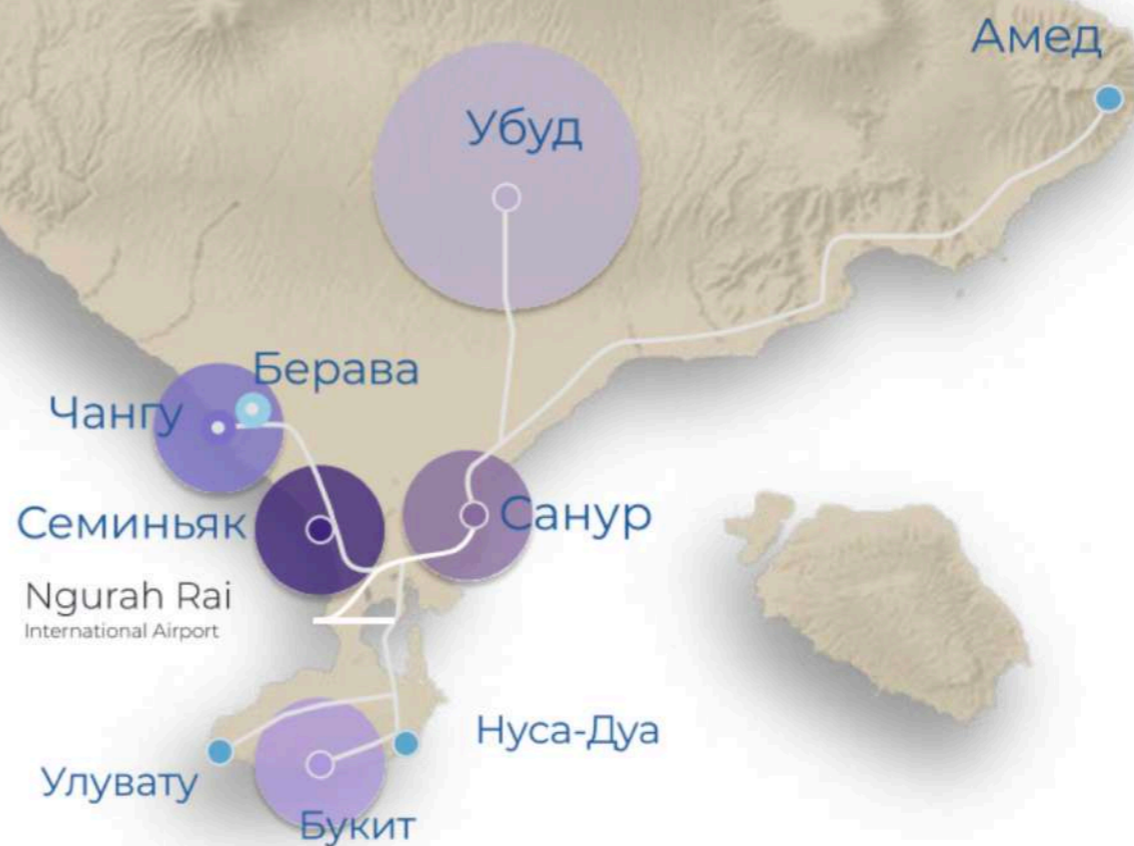 Амед
Убуд
Берава
Чангу
Семиньяк
Санур
Ngurah Rai
International Airport
Нуса-Дуа
Улувату
Букит